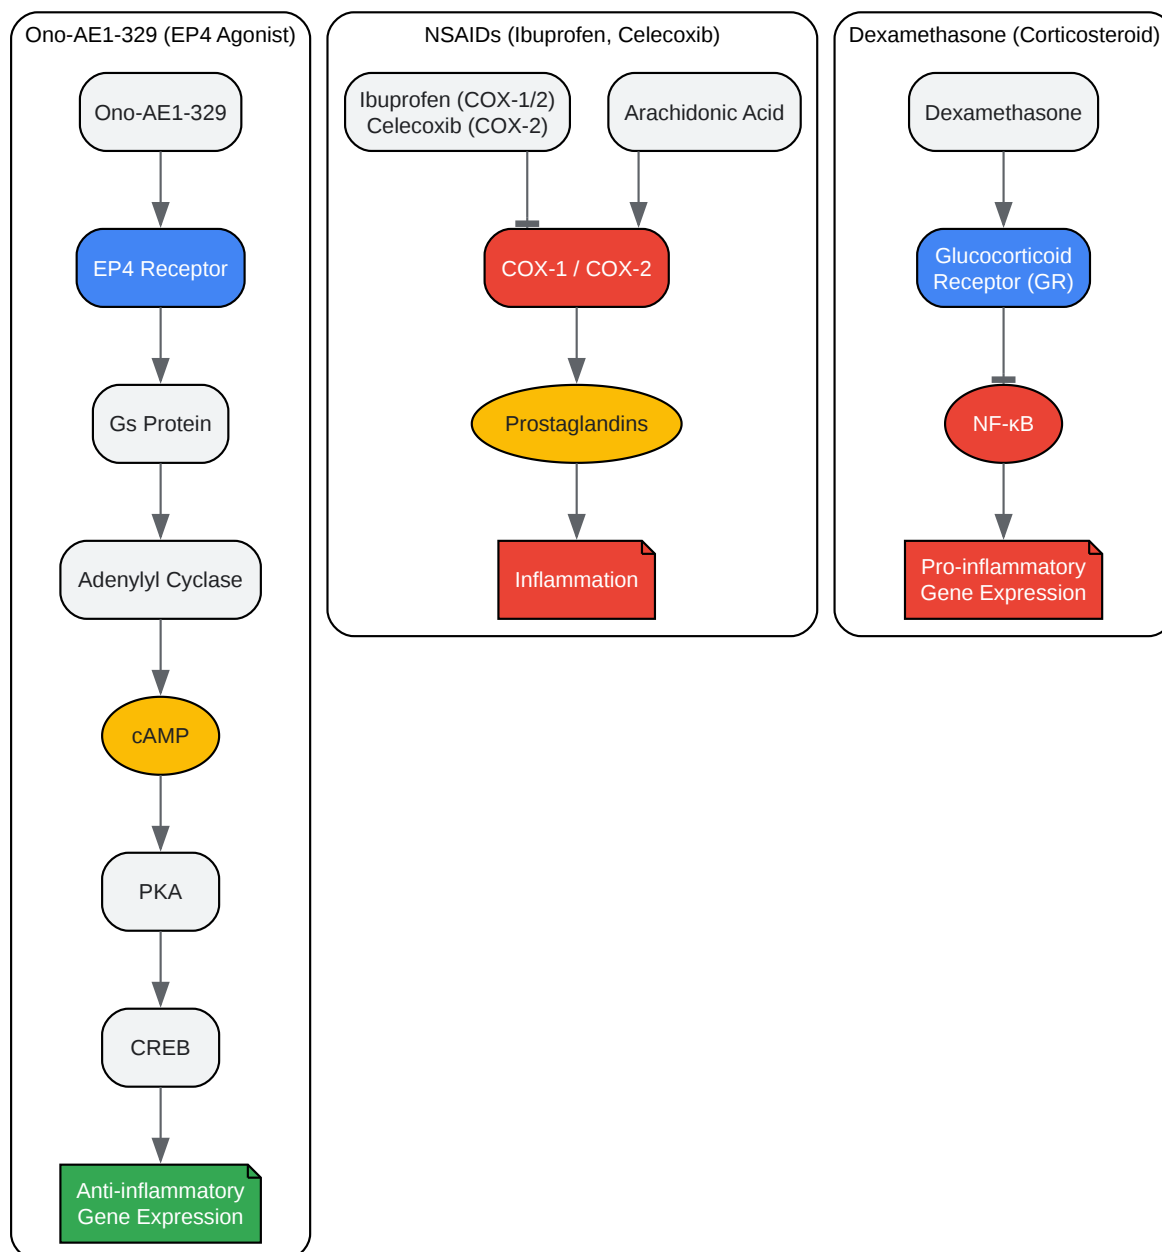 Ono-AE1-329 (EP4 Agonist)
Ono-AE1-329
EP4 Receptor
Gs Protein
Adenylyl Cyclase
cAMP
PKA
CREB
Anti-inflammatory
Gene Expression
NSAIDs (Ibuprofen, Celecoxib)
Ibuprofen (COX-1/2)
Celecoxib (COX-2)
Arachidonic Acid
COX-1 / COX-2
Prostaglandins
Inflammation
Dexamethasone (Corticosteroid)
Dexamethasone
Glucocorticoid
Receptor (GR)
NF-κB
Pro-inflammatory
Gene Expression